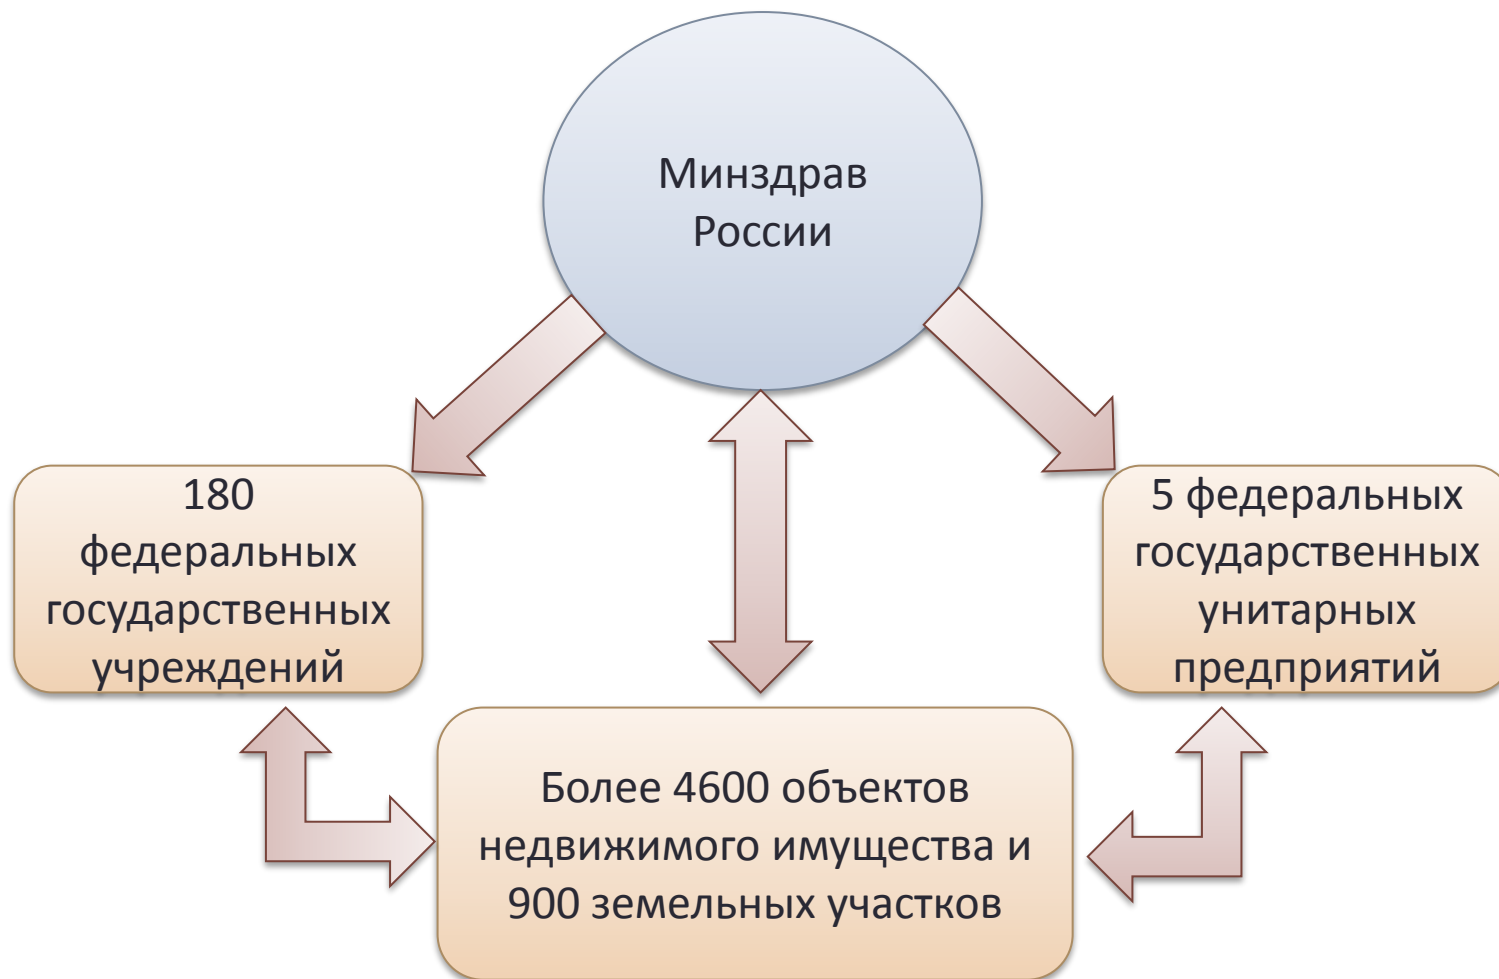 Минздрав
России
180
федеральных
государственных
учреждений
5 федеральных
государственных
унитарных
предприятий
Более 4600 объектов
недвижимого имущества и
900 земельных участков